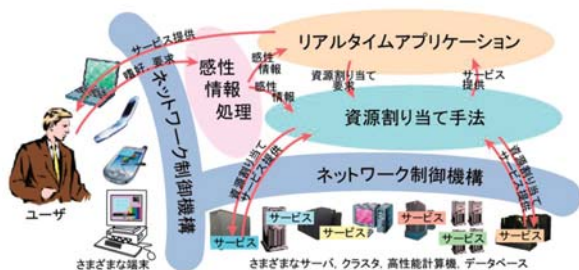 サービス提供
嗜好, 要求
ネットワーク制御機構
感性
情報
処理
感性
情報
感性
情報
リアルタイムアプリケーション
資源割り当て
要求
サービス
提供
資源割り当て手法
資源割り当て
サービス提供
資源割り当て
サービス提供
ネットワーク制御機構
ユーザ
さまざまな端末
サービス
サービス
サービス
サービス
サービス
サービス
サービス
さまざまなサーバ, クラスタ, 高性能計算機, データベース